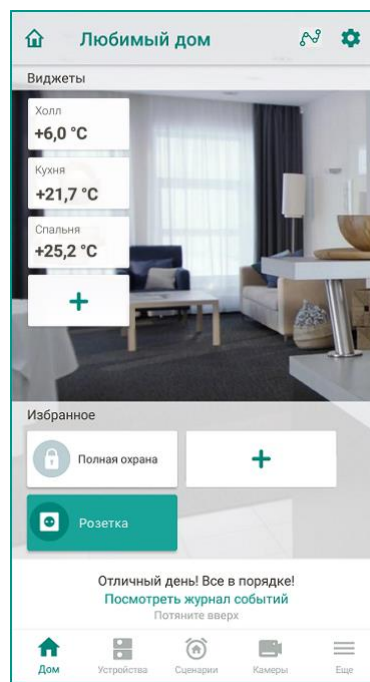 Любимый дом
Виджеты
Холл
+6,0 °C
Кухня
+21,7 °C
Спальня
+25,2 °C
+
Избранное
Полная охрана
+
Розетка
Отличный день! Все в порядке!
Посмотреть журнал событий
Потяните вверх
Дом Устройства Сценарии Камеры Еще